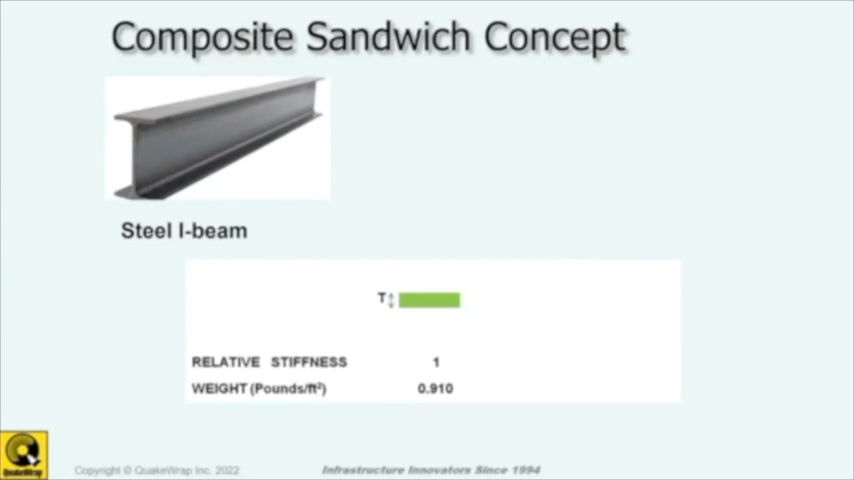 Composite Sandwich Concept
Steel I-beam
T
RELATIVE STIFFNESS 1
WEIGHT (Pounds/ft²) 0.910
QuakeWrap
Copyright © QuakeWrap Inc. 2022
Infrastructure Innovators Since 1994